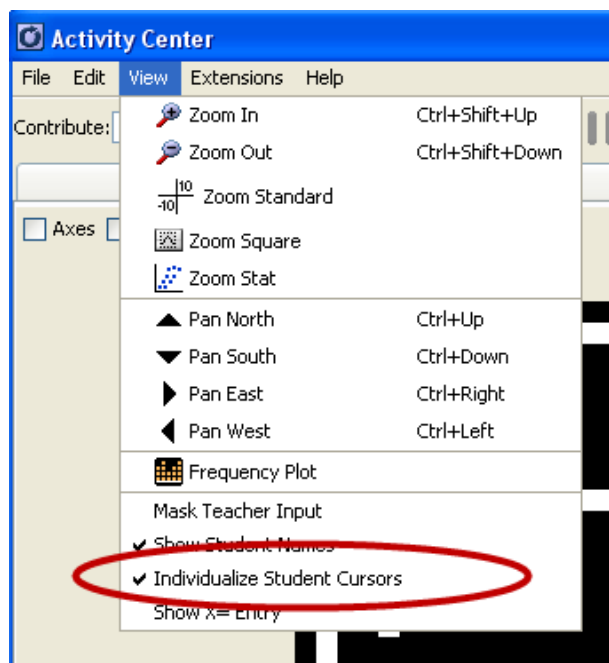 Activity Center
File Edit View Extensions Help
Contribute:
Zoom In Ctrl+Shift+Up
Zoom Out Ctrl+Shift+Down
10
-10 Zoom Standard
Axes
Zoom Square
Zoom Stat
Pan North Ctrl+Up
Pan South Ctrl+Down
Pan East Ctrl+Right
Pan West Ctrl+Left
Frequency Plot
Mask Teacher Input
Show Student Names
Individualize Student Cursors
Show X= Entry